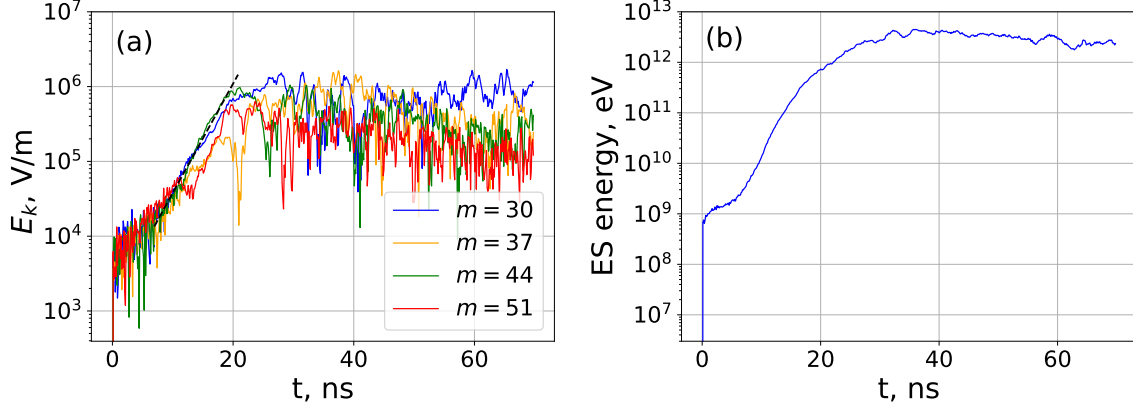 (a)
E_k, V/m
10^7
10^6
10^5
10^4
10^3
m = 30
m = 37
m = 44
m = 51
0
20
40
60
t, ns
(b)
ES energy, eV
10^13
10^12
10^11
10^10
10^9
10^8
10^7
0
20
40
60
t, ns